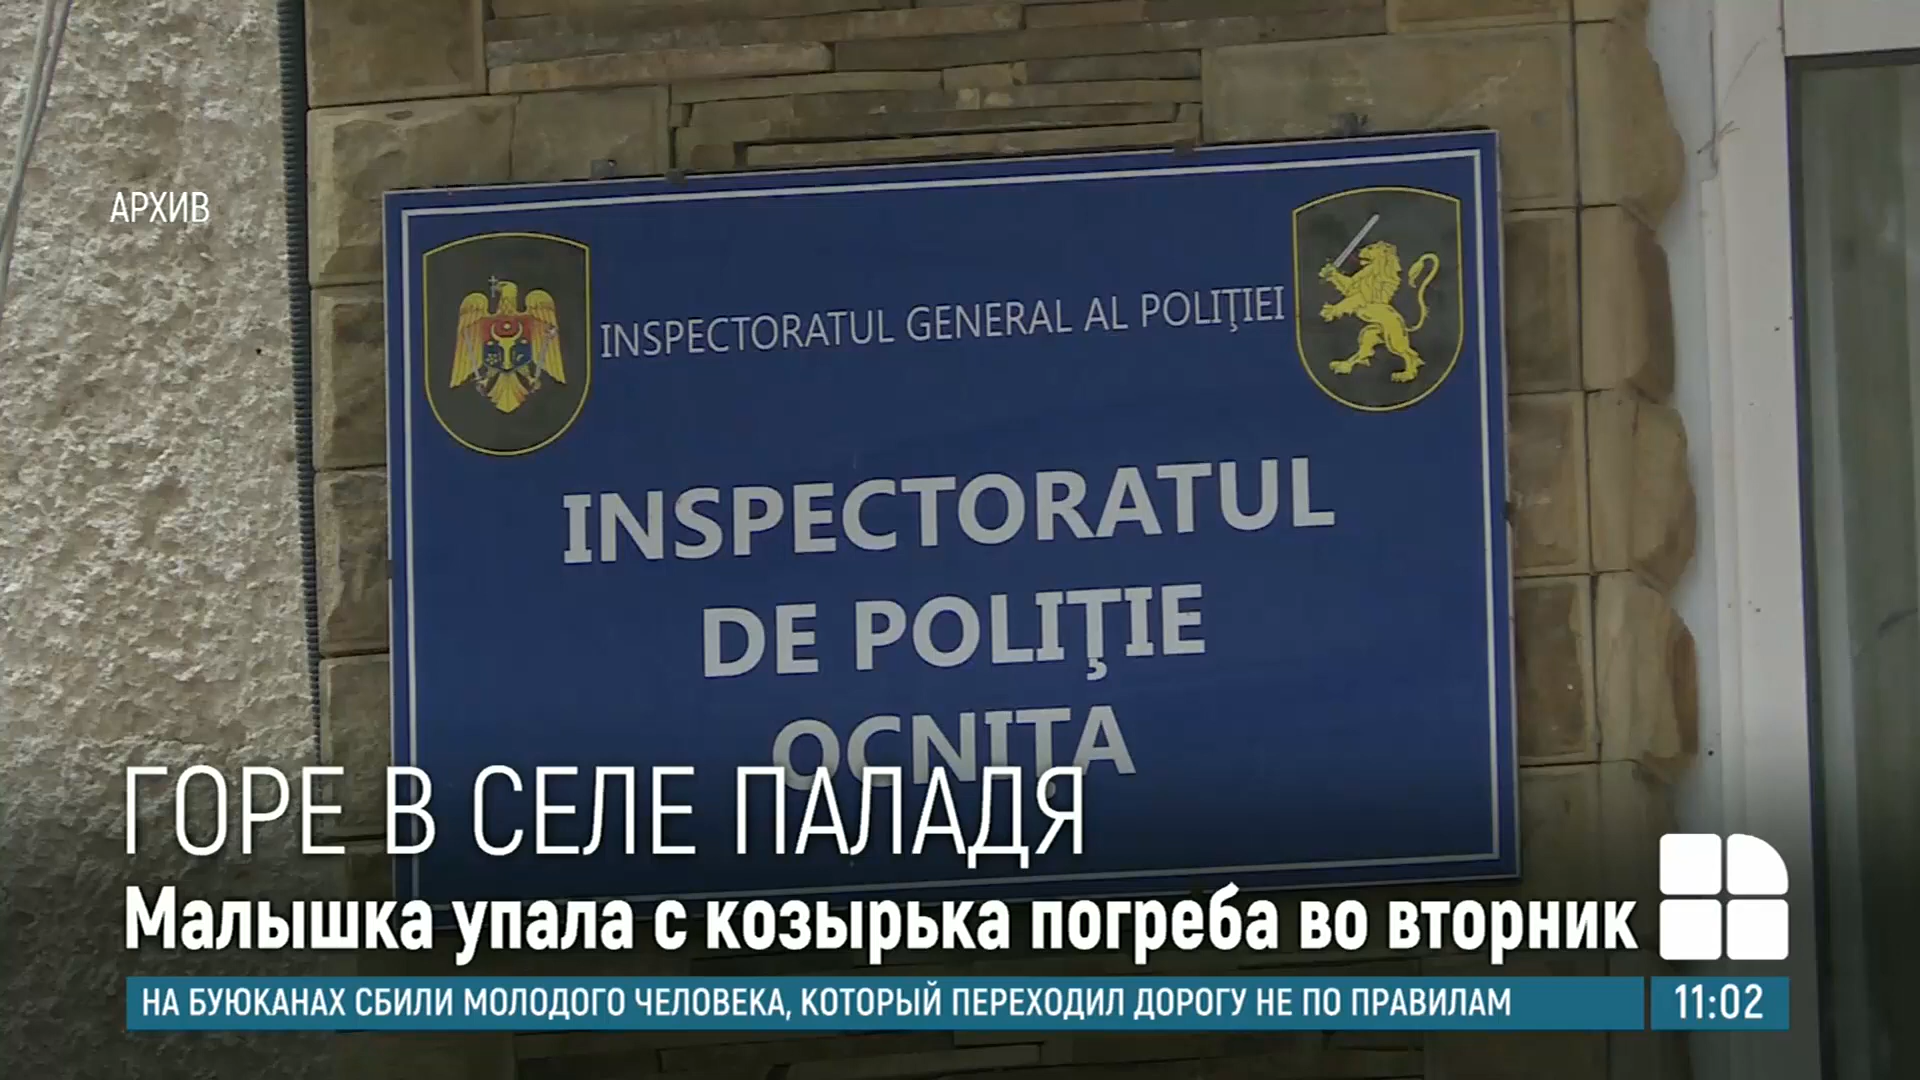 АРХИВ
INSPECTORATUL GENERAL AL POLIŢIEI
INSPECTORATUL
DE POLIŢIE
OCNIŢA
ГОРЕ В СЕЛЕ ПАЛАДЯ
Малышка упала с козырька погреба во вторник
НА БУЮКАНАХ СБИЛИ МОЛОДОГО ЧЕЛОВЕКА, КОТОРЫЙ ПЕРЕХОДИЛ ДОРОГУ НЕ ПО ПРАВИЛАМ
11:02